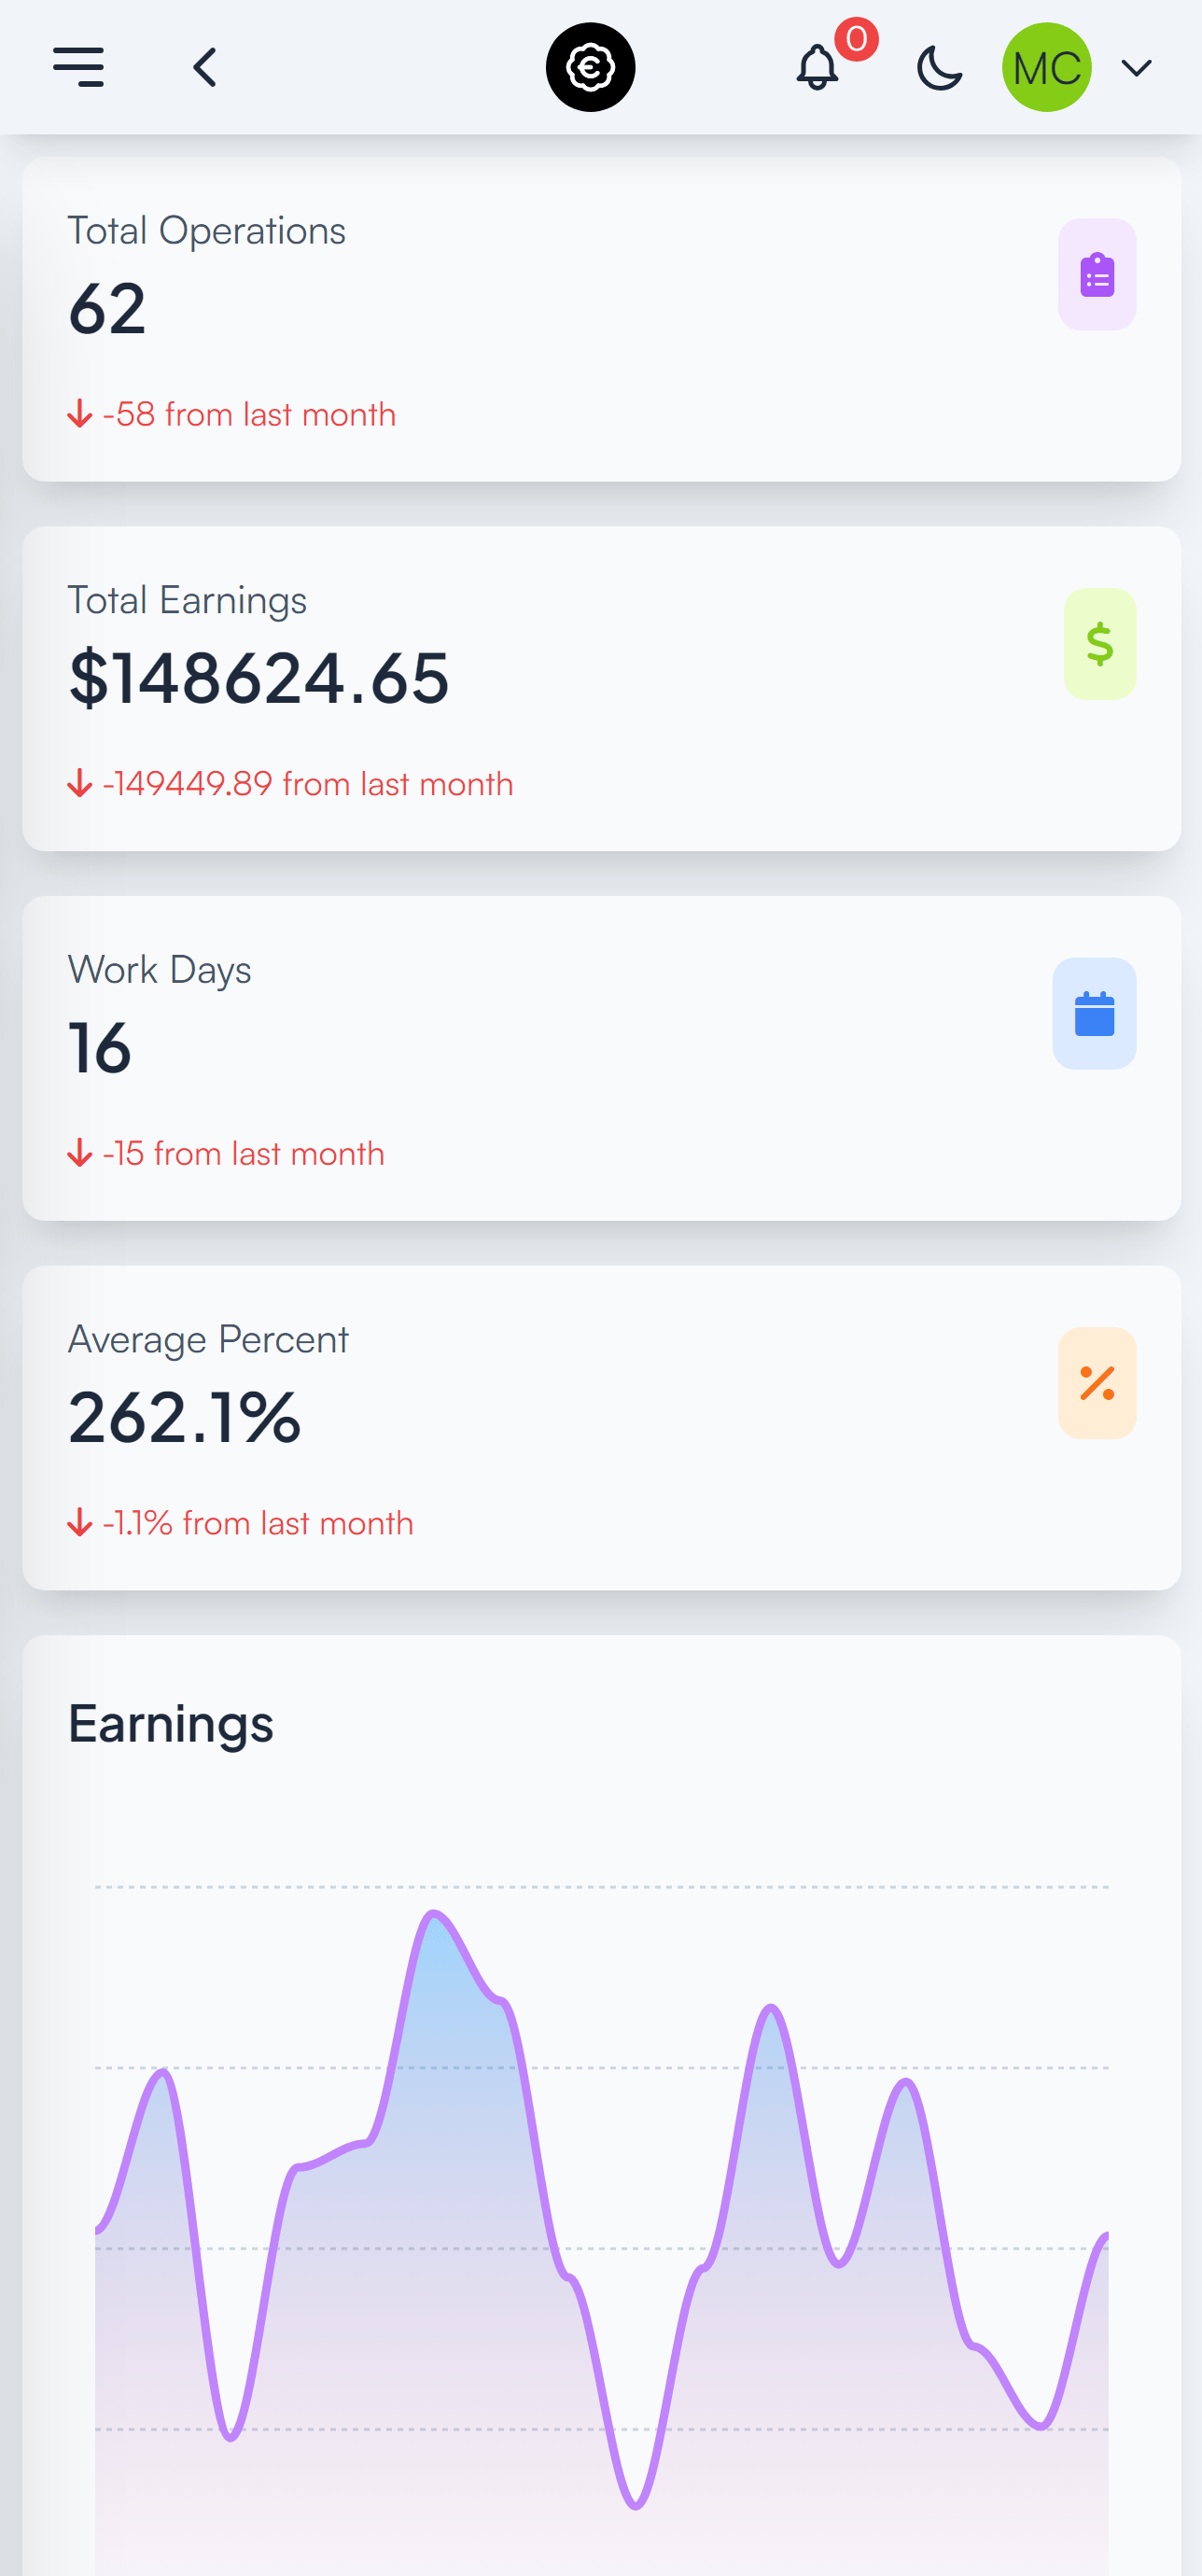 0
MC
Total Operations
62
-58 from last month
Total Earnings
$148624.65
$
-149449.89 from last month
Work Days
16
-15 from last month
Average Percent
262.1%
%
-1.1% from last month
Earnings